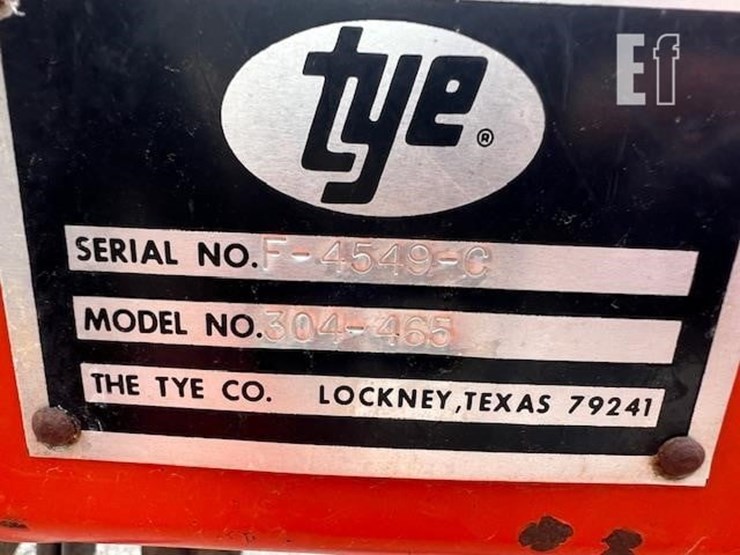 tye®
Ef
SERIAL NO. F-4549-C
MODEL NO. 304-465
THE TYE CO. LOCKNEY, TEXAS 79241